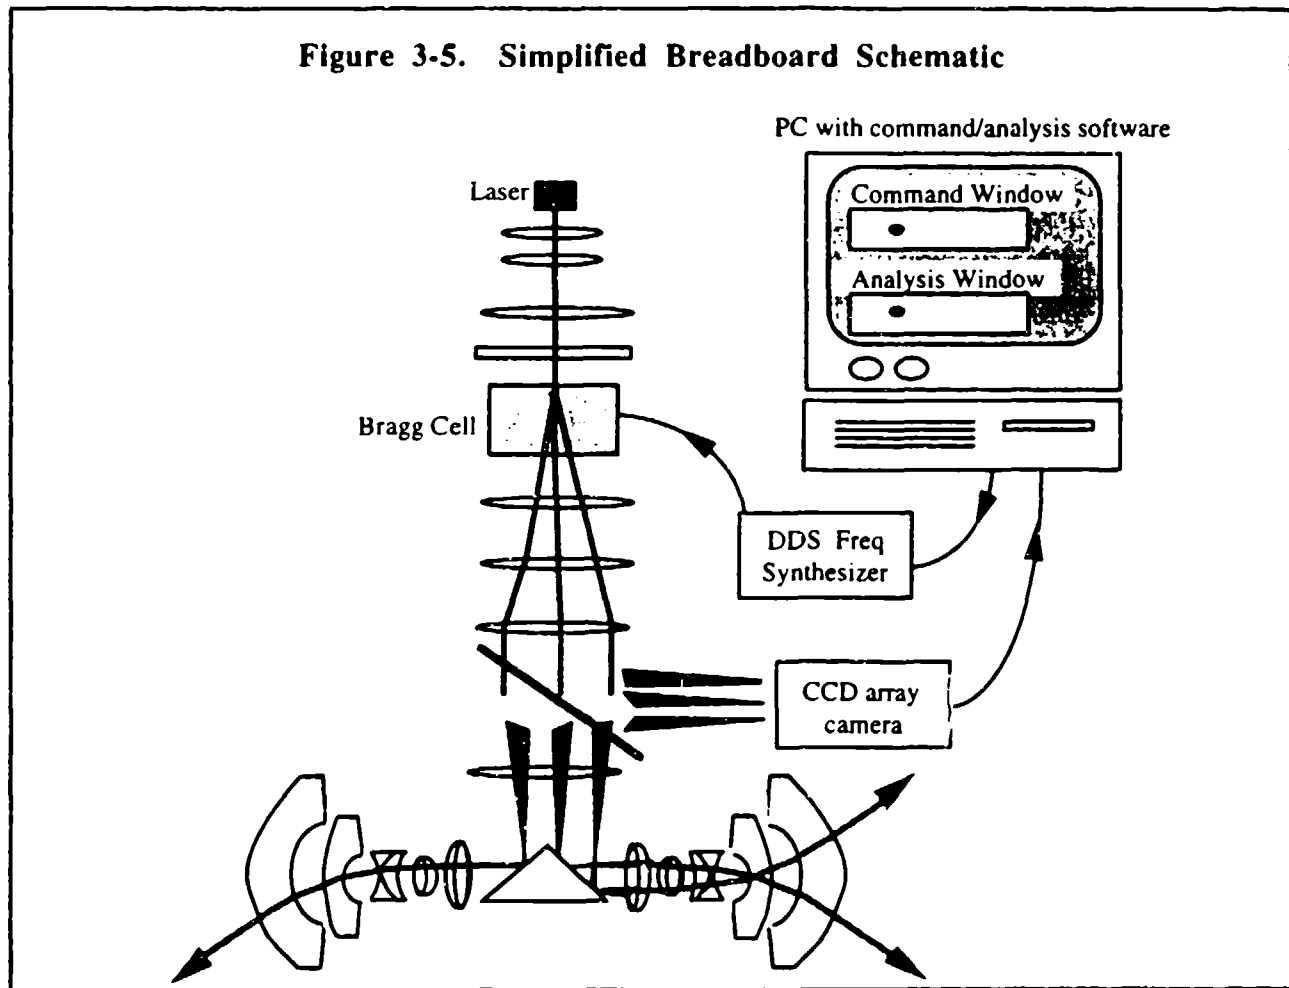 Figure 3-5. Simplified Breadboard Schematic
PC with command/analysis software
Laser
Command Window
Analysis Window
Bragg Cell
DDS Freq
Synthesizer
CCD array
camera